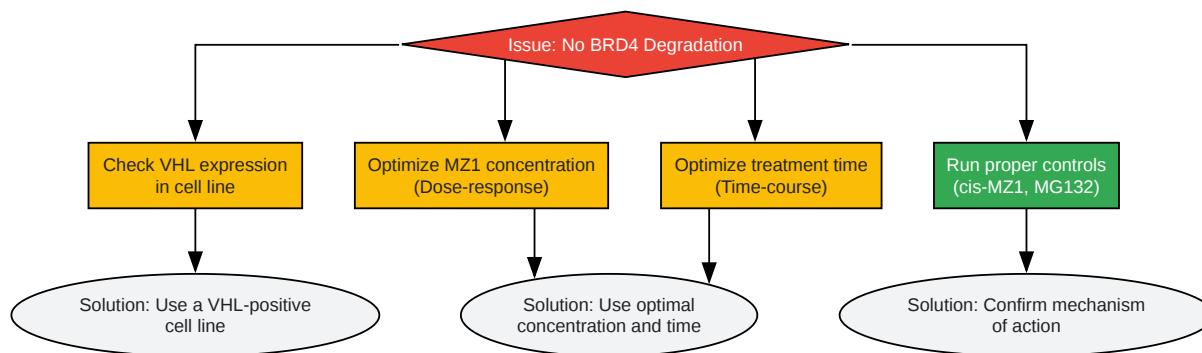 Issue: No BRD4 Degradation
Check VHL expression
in cell line
Optimize MZ1 concentration
(Dose-response)
Optimize treatment time
(Time-course)
Run proper controls
(cis-MZ1, MG132)
Solution: Use a VHL-positive
cell line
Solution: Use optimal
concentration and time
Solution: Confirm mechanism
of action